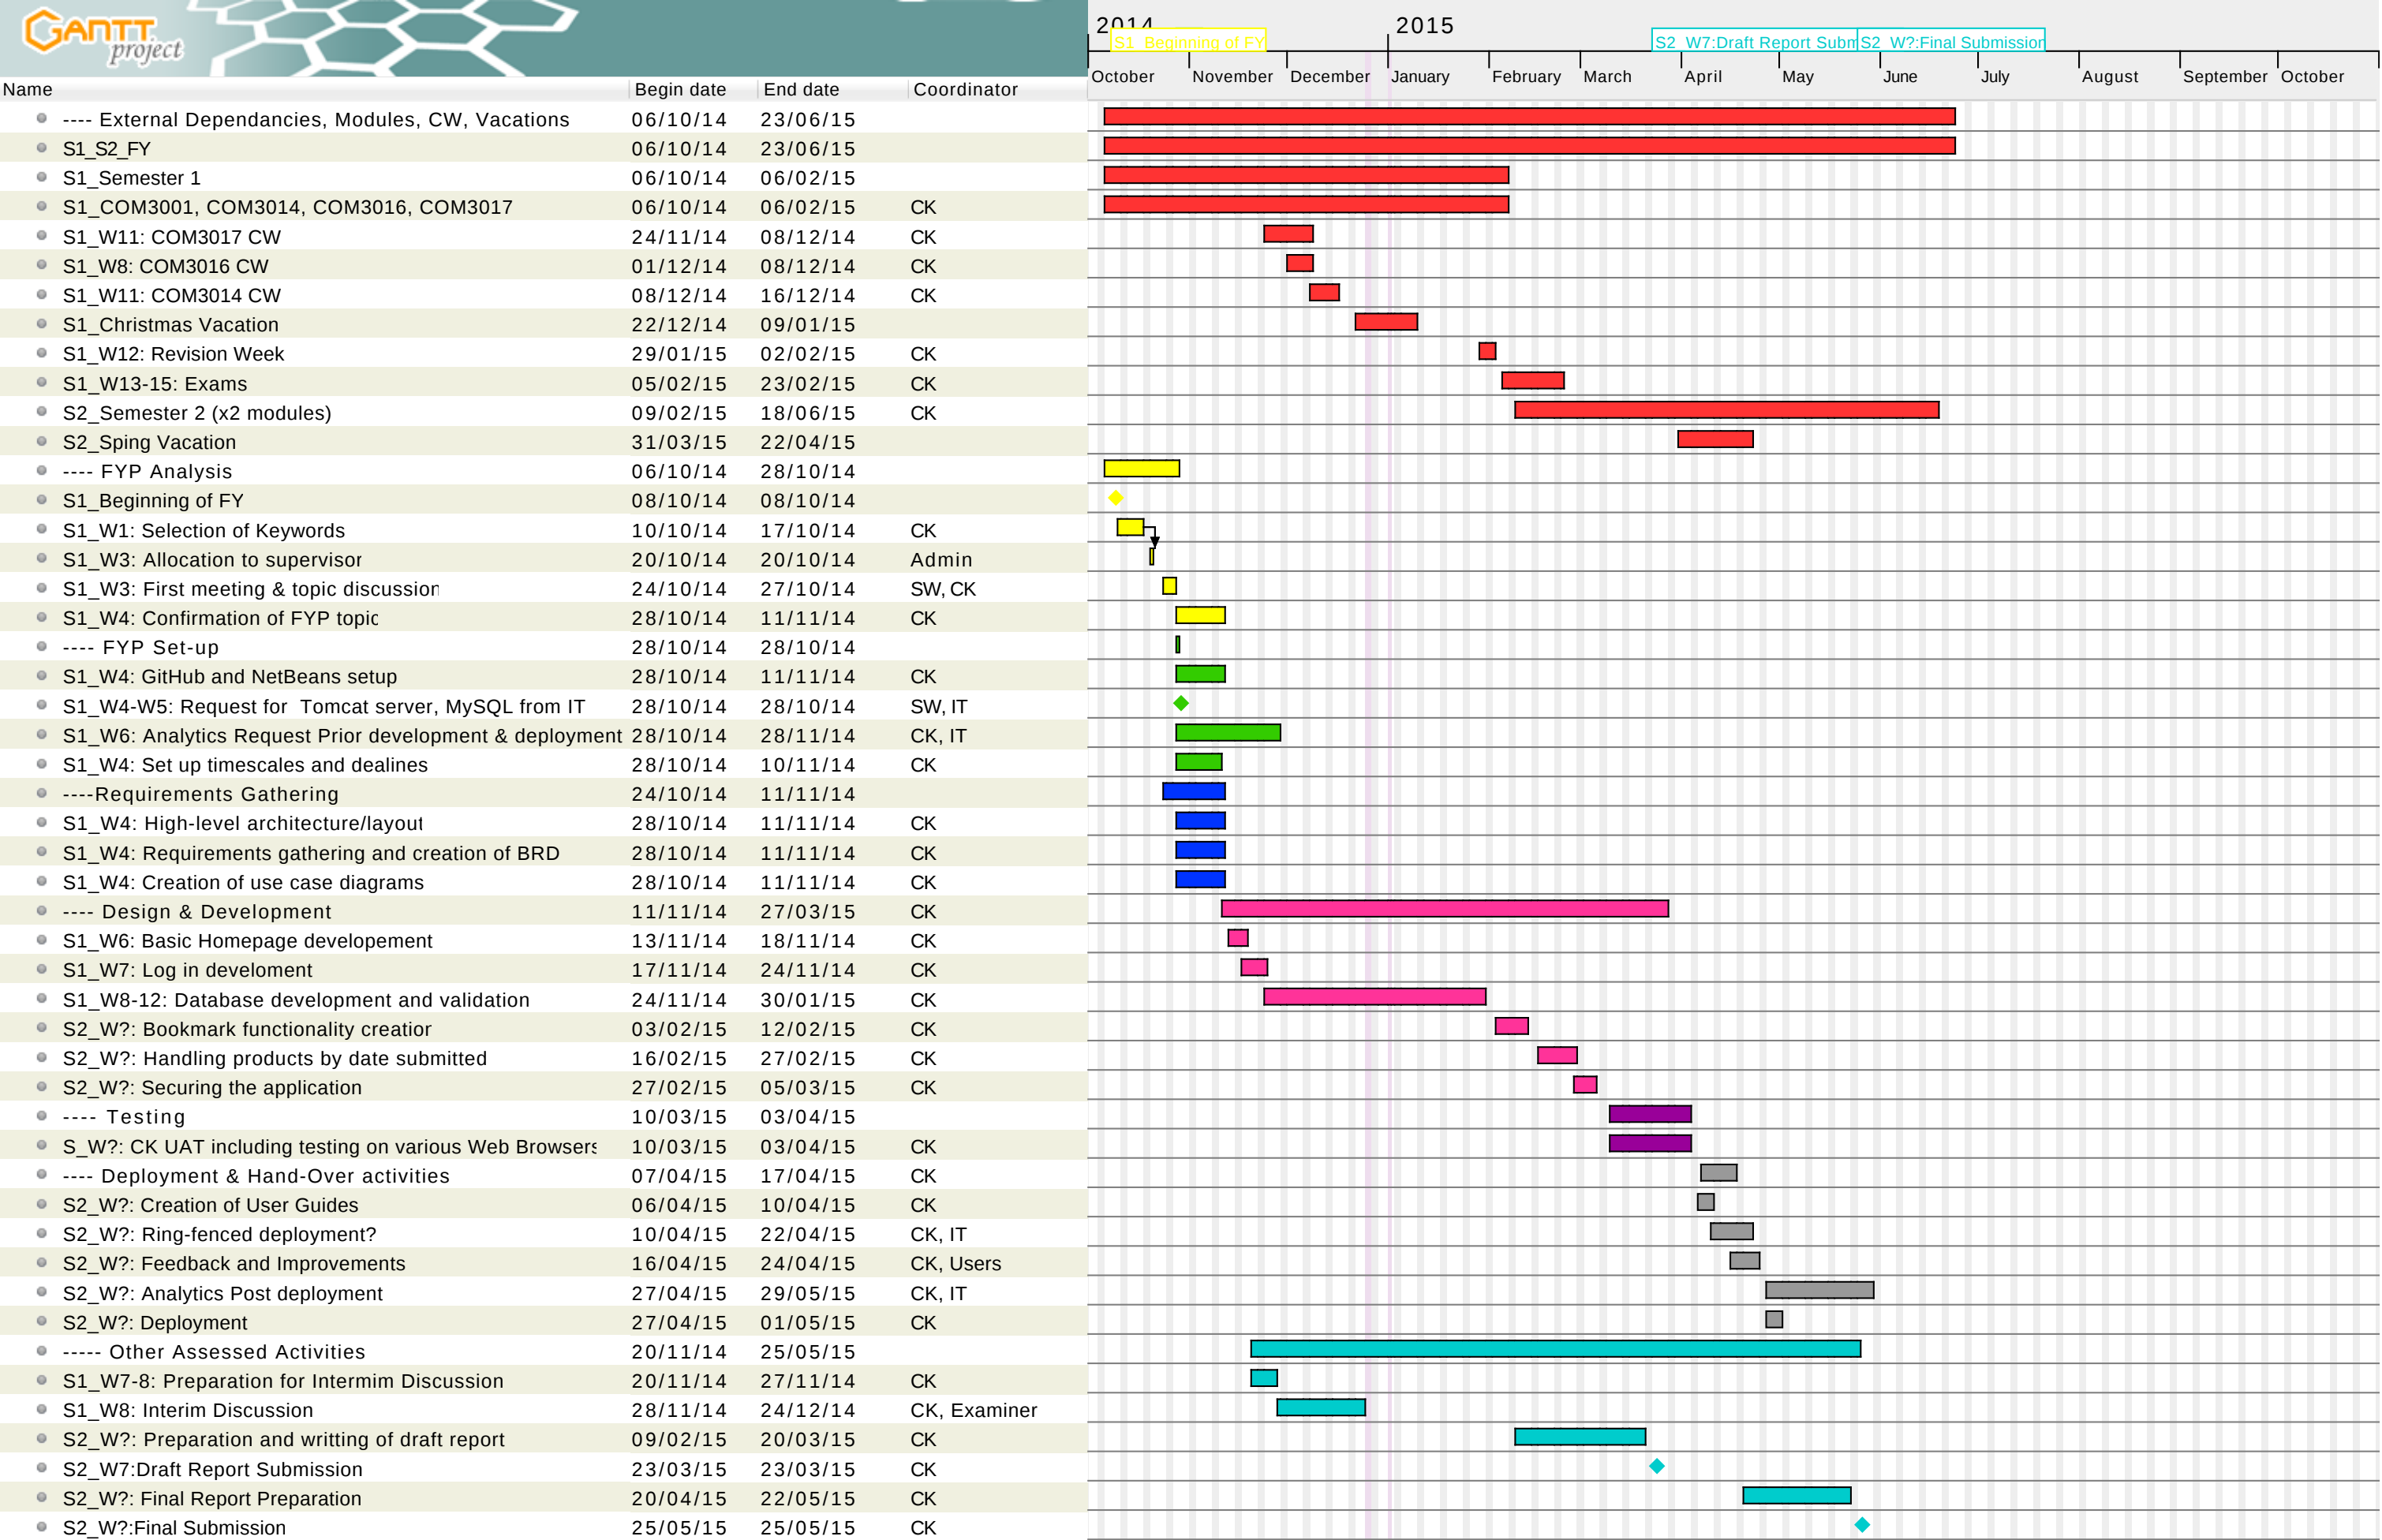 GANTT project
2014 2015
S1_Beginning of FY S2_W7:Draft Report Subm S2_W?:Final Submission
October November December January February March April May June July August September October
Name Begin date End date Coordinator
---- External Dependancies, Modules, CW, Vacations 06/10/14 23/06/15
S1_S2_FY 06/10/14 23/06/15
S1_Semester 1 06/10/14 06/02/15
S1_COM3001, COM3014, COM3016, COM3017 06/10/14 06/02/15 CK
S1_W11: COM3017 CW 24/11/14 08/12/14 CK
S1_W8: COM3016 CW 01/12/14 08/12/14 CK
S1_W11: COM3014 CW 08/12/14 16/12/14 CK
S1_Christmas Vacation 22/12/14 09/01/15
S1_W12: Revision Week 29/01/15 02/02/15 CK
S1_W13-15: Exams 05/02/15 23/02/15 CK
S2_Semester 2 (x2 modules) 09/02/15 18/06/15 CK
S2_Sping Vacation 31/03/15 22/04/15
---- FYP Analysis 06/10/14 28/10/14
S1_Beginning of FY 08/10/14 08/10/14
S1_W1: Selection of Keywords 10/10/14 17/10/14 CK
S1_W3: Allocation to supervisor 20/10/14 20/10/14 Admin
S1_W3: First meeting & topic discussion 24/10/14 27/10/14 SW, CK
S1_W4: Confirmation of FYP topic 28/10/14 11/11/14 CK
---- FYP Set-up 28/10/14 28/10/14
S1_W4: GitHub and NetBeans setup 28/10/14 11/11/14 CK
S1_W4-W5: Request for Tomcat server, MySQL from IT 28/10/14 28/10/14 SW, IT
S1_W6: Analytics Request Prior development & deployment 28/10/14 28/11/14 CK, IT
S1_W4: Set up timescales and dealines 28/10/14 10/11/14 CK
----Requirements Gathering 24/10/14 11/11/14
S1_W4: High-level architecture/layout 28/10/14 11/11/14 CK
S1_W4: Requirements gathering and creation of BRD 28/10/14 11/11/14 CK
S1_W4: Creation of use case diagrams 28/10/14 11/11/14 CK
---- Design & Development 11/11/14 27/03/15 CK
S1_W6: Basic Homepage developement 13/11/14 18/11/14 CK
S1_W7: Log in develoment 17/11/14 24/11/14 CK
S1_W8-12: Database development and validation 24/11/14 30/01/15 CK
S2_W?: Bookmark functionality creation 03/02/15 12/02/15 CK
S2_W?: Handling products by date submitted 16/02/15 27/02/15 CK
S2_W?: Securing the application 27/02/15 05/03/15 CK
---- Testing 10/03/15 03/04/15
S_W?: CK UAT including testing on various Web Browsers 10/03/15 03/04/15 CK
---- Deployment & Hand-Over activities 07/04/15 17/04/15 CK
S2_W?: Creation of User Guides 06/04/15 10/04/15 CK
S2_W?: Ring-fenced deployment? 10/04/15 22/04/15 CK, IT
S2_W?: Feedback and Improvements 16/04/15 24/04/15 CK, Users
S2_W?: Analytics Post deployment 27/04/15 29/05/15 CK, IT
S2_W?: Deployment 27/04/15 01/05/15 CK
----- Other Assessed Activities 20/11/14 25/05/15
S1_W7-8: Preparation for Intermim Discussion 20/11/14 27/11/14 CK
S1_W8: Interim Discussion 28/11/14 24/12/14 CK, Examiner
S2_W?: Preparation and writting of draft report 09/02/15 20/03/15 CK
S2_W7:Draft Report Submission 23/03/15 23/03/15 CK
S2_W?: Final Report Preparation 20/04/15 22/05/15 CK
S2_W?:Final Submission 25/05/15 25/05/15 CK